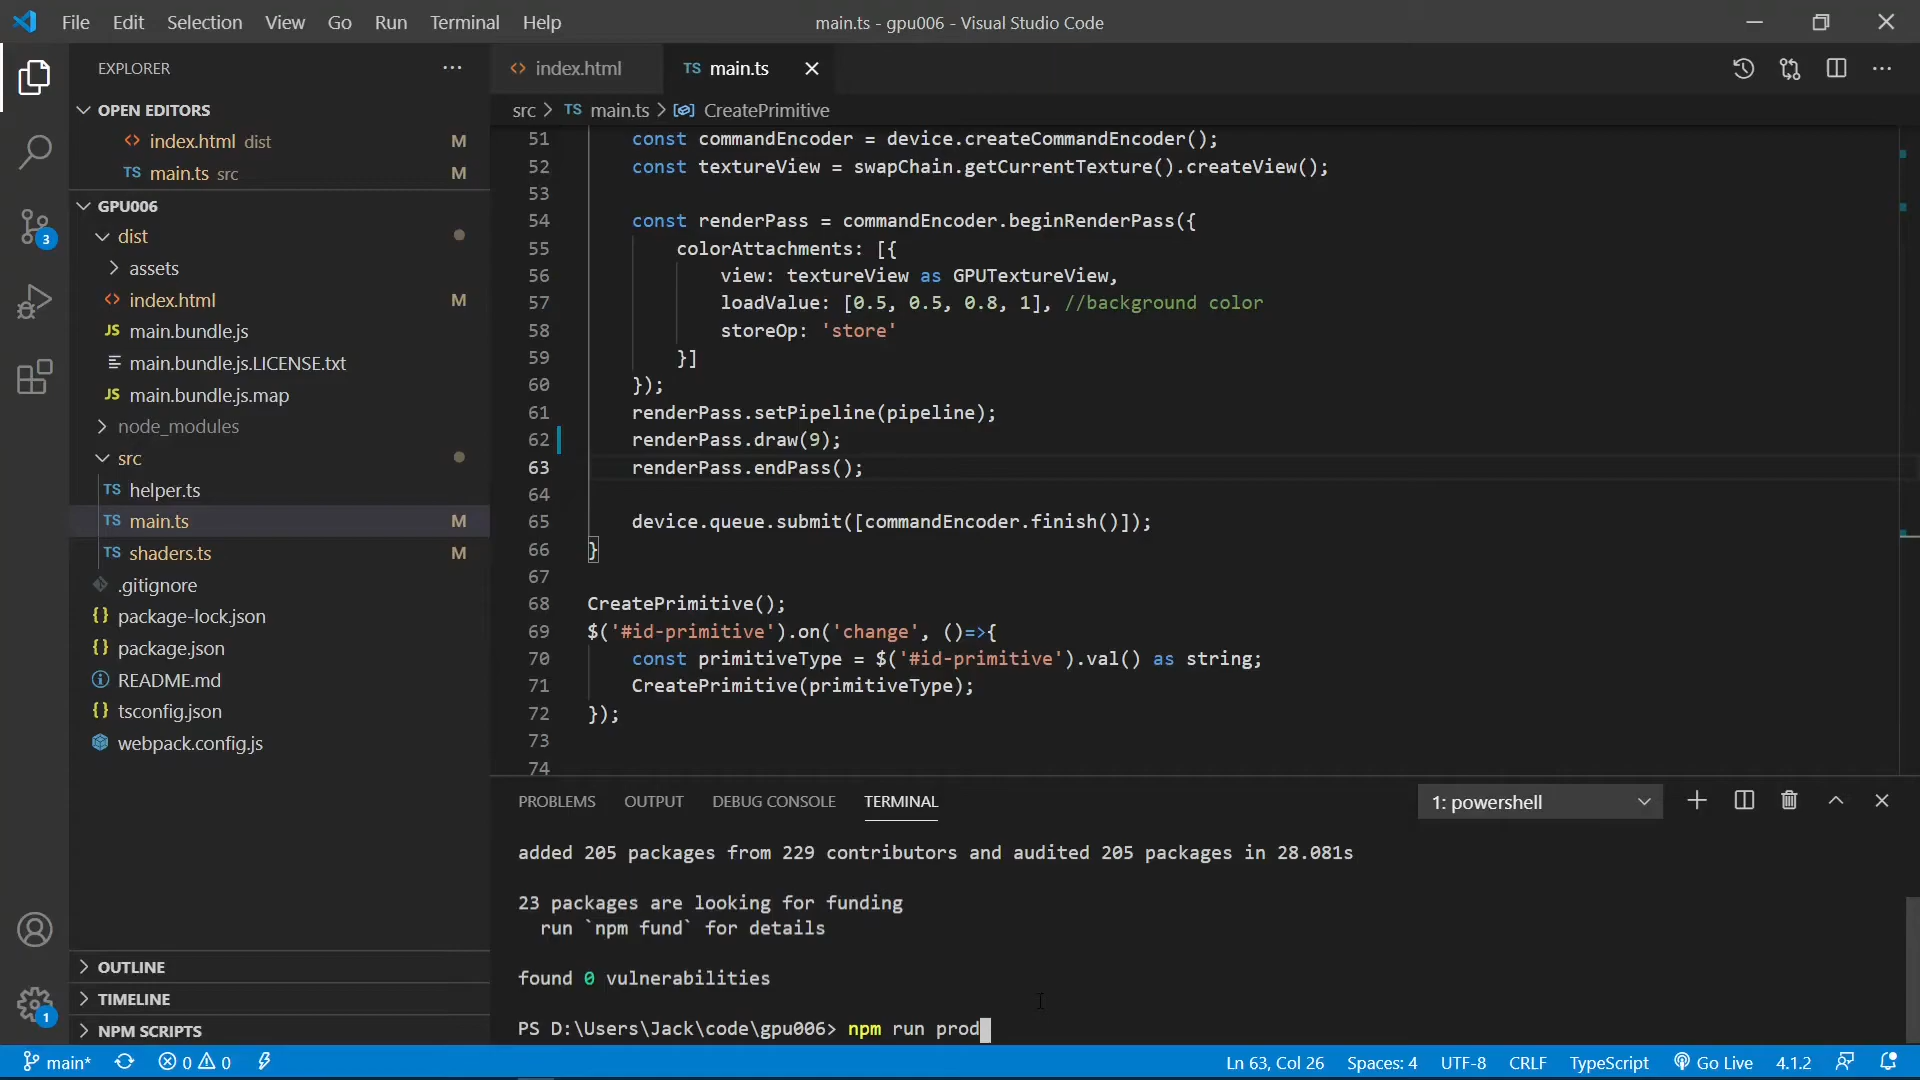 File Edit Selection View Go Run Terminal Help
main.ts - gpu006 - Visual Studio Code
EXPLORER
OPEN EDITORS
index.html dist M
TS main.ts src M
GPU006
dist
assets
index.html M
JS main.bundle.js
main.bundle.js.LICENSE.txt
JS main.bundle.js.map
node_modules
src
TS helper.ts
TS main.ts M
TS shaders.ts M
.gitignore
{} package-lock.json
{} package.json
README.md
{} tsconfig.json
webpack.config.js
OUTLINE
TIMELINE
NPM SCRIPTS
3
1
<> index.html
TS main.ts
src > TS main.ts > CreatePrimitive
51 const commandEncoder = device.createCommandEncoder();
52 const textureView = swapChain.getCurrentTexture().createView();
53
54 const renderPass = commandEncoder.beginRenderPass({
55 colorAttachments: [{
56 view: textureView as GPUTextureView,
57 loadValue: [0.5, 0.5, 0.8, 1], //background color
58 storeOp: 'store'
59 }]
60 });
61 renderPass.setPipeline(pipeline);
62 renderPass.draw(9);
63 renderPass.endPass();
64
65 device.queue.submit([commandEncoder.finish()]);
66 }
67
68 CreatePrimitive();
69 $('#id-primitive').on('change', ()=>{
70 const primitiveType = $('#id-primitive').val() as string;
71 CreatePrimitive(primitiveType);
72 });
73
74
PROBLEMS OUTPUT DEBUG CONSOLE TERMINAL
1: powershell
added 205 packages from 229 contributors and audited 205 packages in 28.081s
23 packages are looking for funding
run `npm fund` for details
found 0 vulnerabilities
PS D:\Users\Jack\code\gpu006> npm run prod
main* 0 0
Ln 63, Col 26 Spaces: 4 UTF-8 CRLF TypeScript Go Live 4.1.2